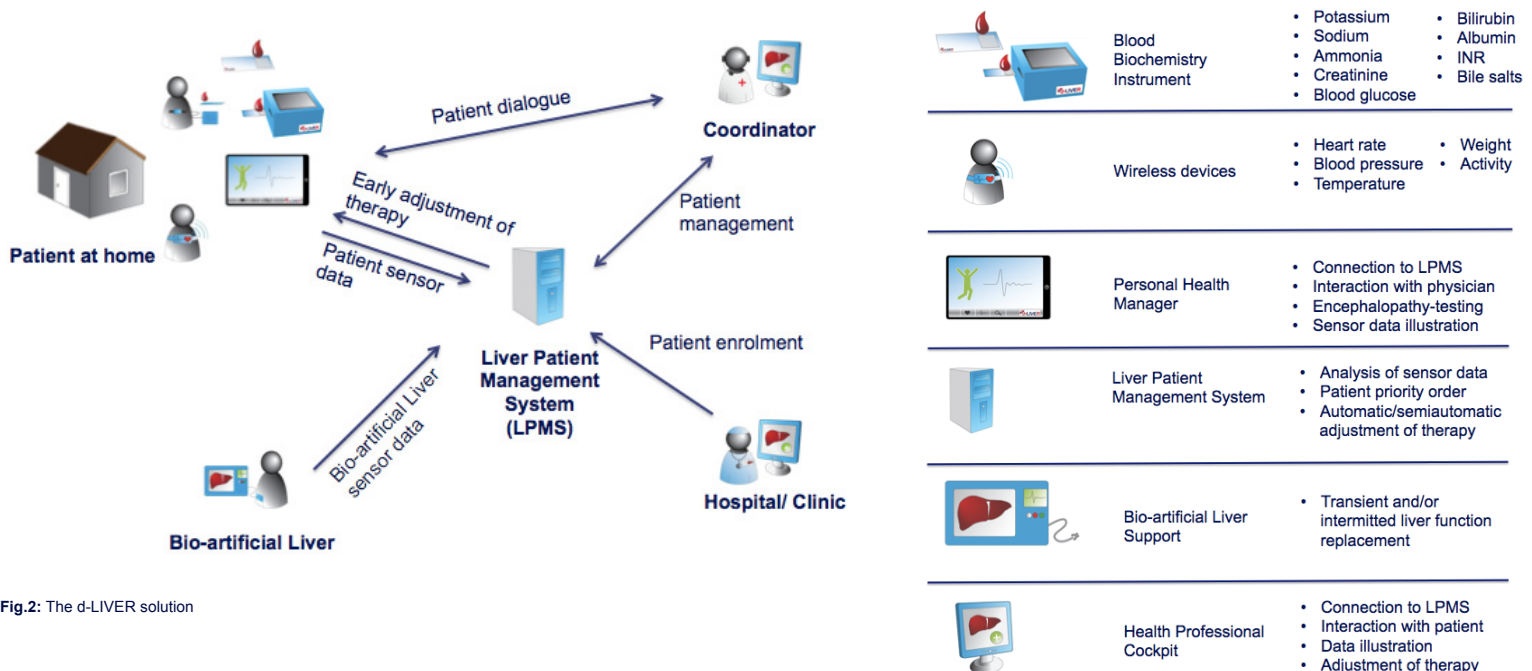 Patient dialogue
Coordinator
Early adjustment of
therapy
Patient
management
Patient at home
Patient sensor
data
Patient enrolment
Liver Patient
Management
System
(LPMS)
Bio-artificial Liver
sensor data
Hospital/ Clinic
Bio-artificial Liver
Fig.2: The d-LIVER solution
Blood
Biochemistry
Instrument
• Potassium
• Sodium
• Ammonia
• Creatinine
• Blood glucose
• Bilirubin
• Albumin
• INR
• Bile salts
Wireless devices
• Heart rate
• Blood pressure
• Temperature
• Weight
• Activity
Personal Health
Manager
• Connection to LPMS
• Interaction with physician
• Encephalopathy-testing
• Sensor data illustration
Liver Patient
Management System
• Analysis of sensor data
• Patient priority order
• Automatic/semiautomatic
adjustment of therapy
Bio-artificial Liver
Support
• Transient and/or
intermitted liver function
replacement
Health Professional
Cockpit
• Connection to LPMS
• Interaction with patient
• Data illustration
• Adjustment of therapy